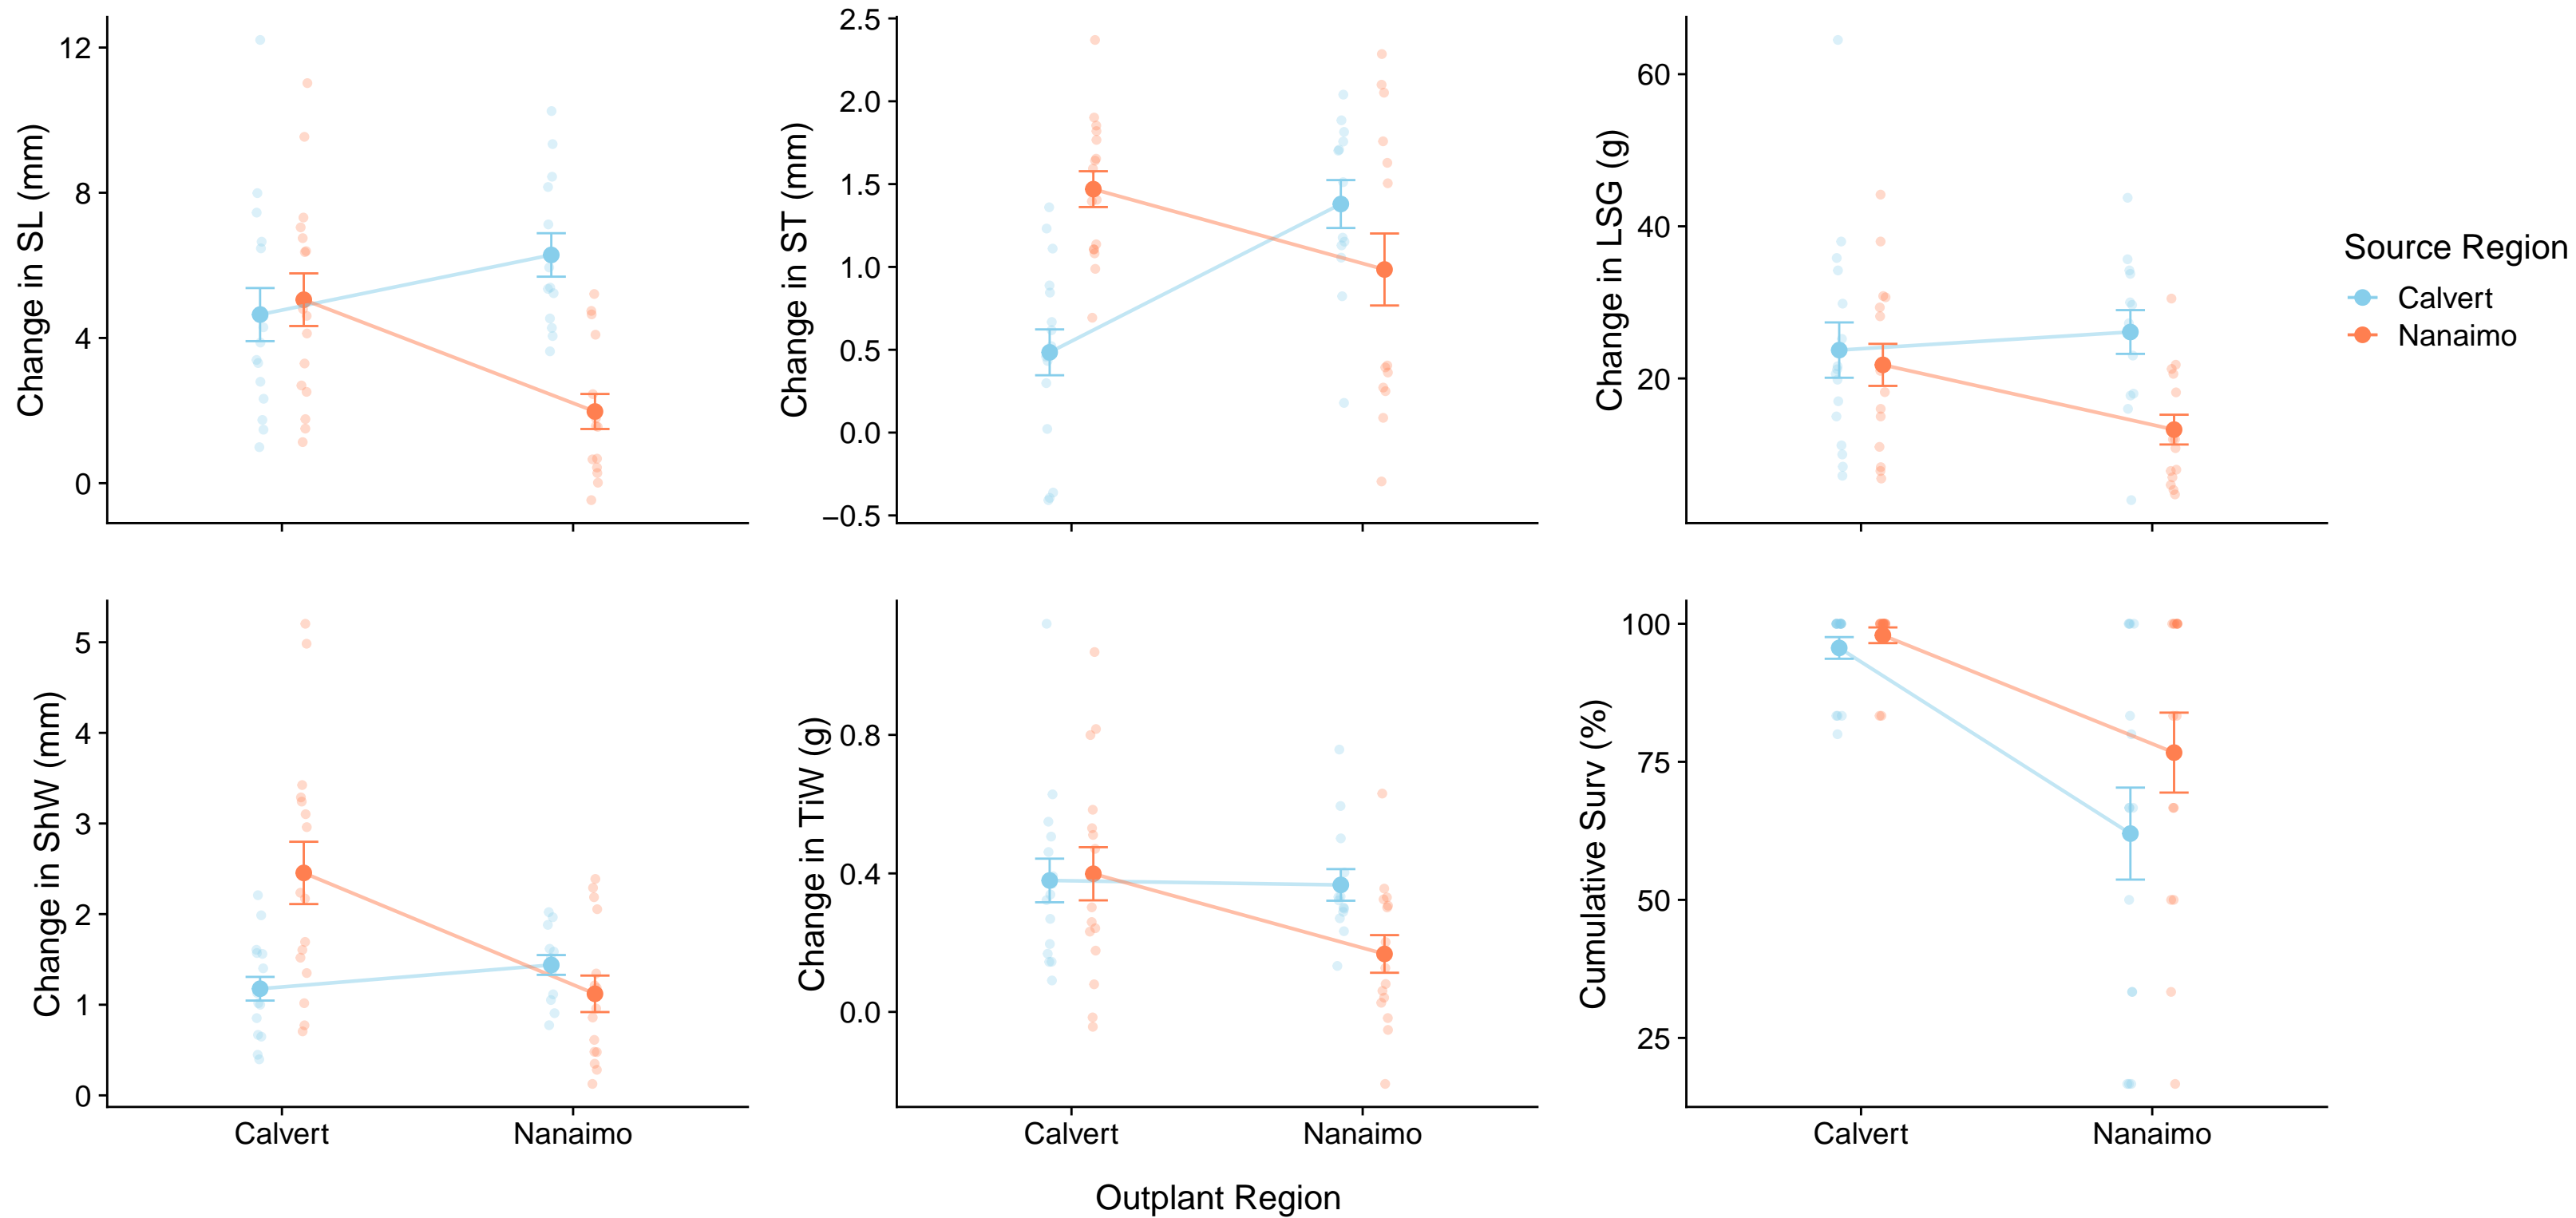 Change in SL (mm)
12
8
4
0
Change in ST (mm)
2.5
2.0
1.5
1.0
0.5
0.0
−0.5
Change in LSG (g)
60
40
20
Source Region
Calvert
Nanaimo
Change in ShW (mm)
5
4
3
2
1
0
Calvert Nanaimo
Change in TiW (g)
0.8
0.4
0.0
Calvert Nanaimo
Cumulative Surv (%)
100
75
50
25
Calvert Nanaimo
Outplant Region